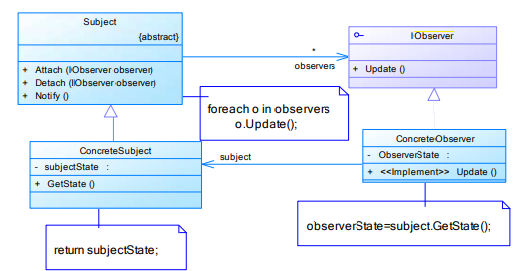 Subject
{abstract}
+ Attach (IObserver observer)
+ Detach (IObserver observer)
+ Notify ()
*
observers
IObserver
+ Update ()
foreach o in observers
o.Update();
ConcreteSubject
- subjectState :
+ GetState ()
subject
ConcreteObserver
- ObserverState :
+ <<Implement>> Update ()
return subjectState;
observerState=subject.GetState();